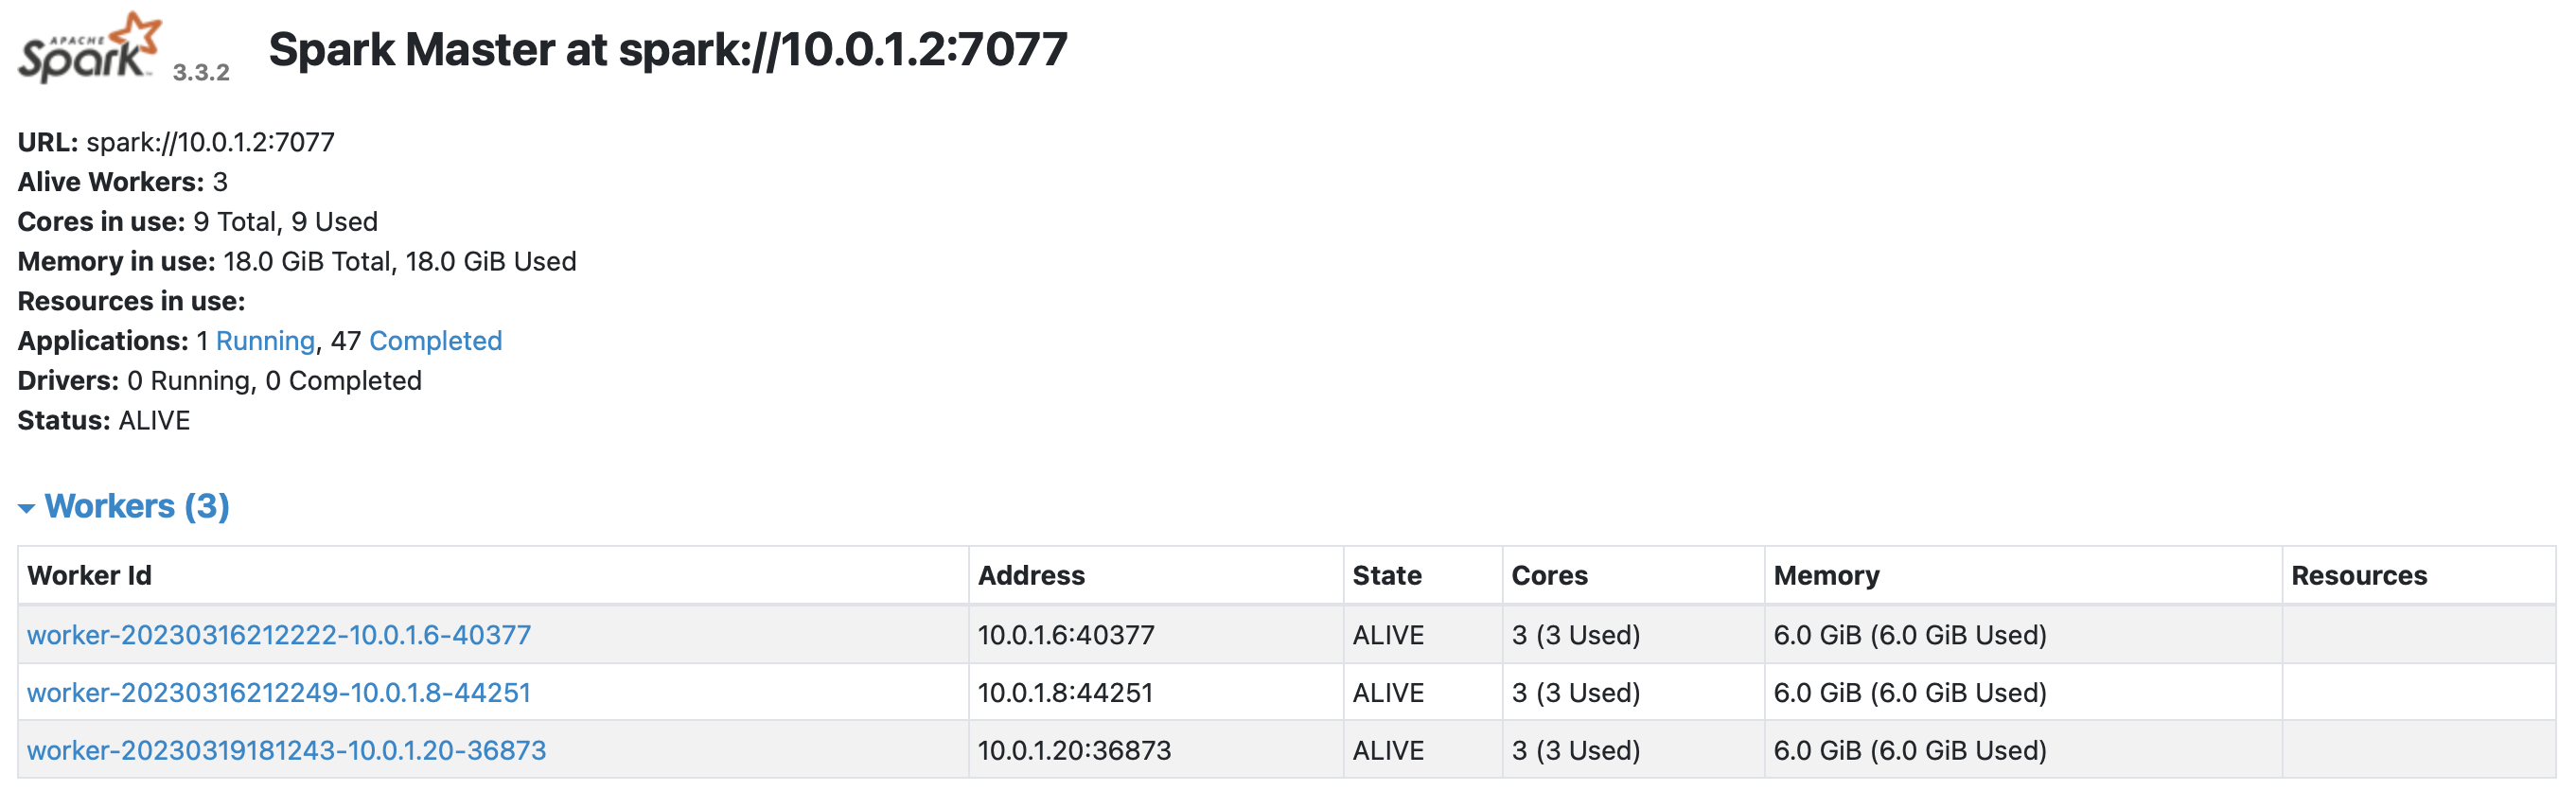 APACHE
Spark 3.3.2 Spark Master at spark://10.0.1.2:7077
URL: spark://10.0.1.2:7077
Alive Workers: 3
Cores in use: 9 Total, 9 Used
Memory in use: 18.0 GiB Total, 18.0 GiB Used
Resources in use:
Applications: 1 Running, 47 Completed
Drivers: 0 Running, 0 Completed
Status: ALIVE
Workers (3)
Worker Id Address State Cores Memory Resources
worker-20230316212222-10.0.1.6-40377 10.0.1.6:40377 ALIVE 3 (3 Used) 6.0 GiB (6.0 GiB Used)
worker-20230316212249-10.0.1.8-44251 10.0.1.8:44251 ALIVE 3 (3 Used) 6.0 GiB (6.0 GiB Used)
worker-20230319181243-10.0.1.20-36873 10.0.1.20:36873 ALIVE 3 (3 Used) 6.0 GiB (6.0 GiB Used)